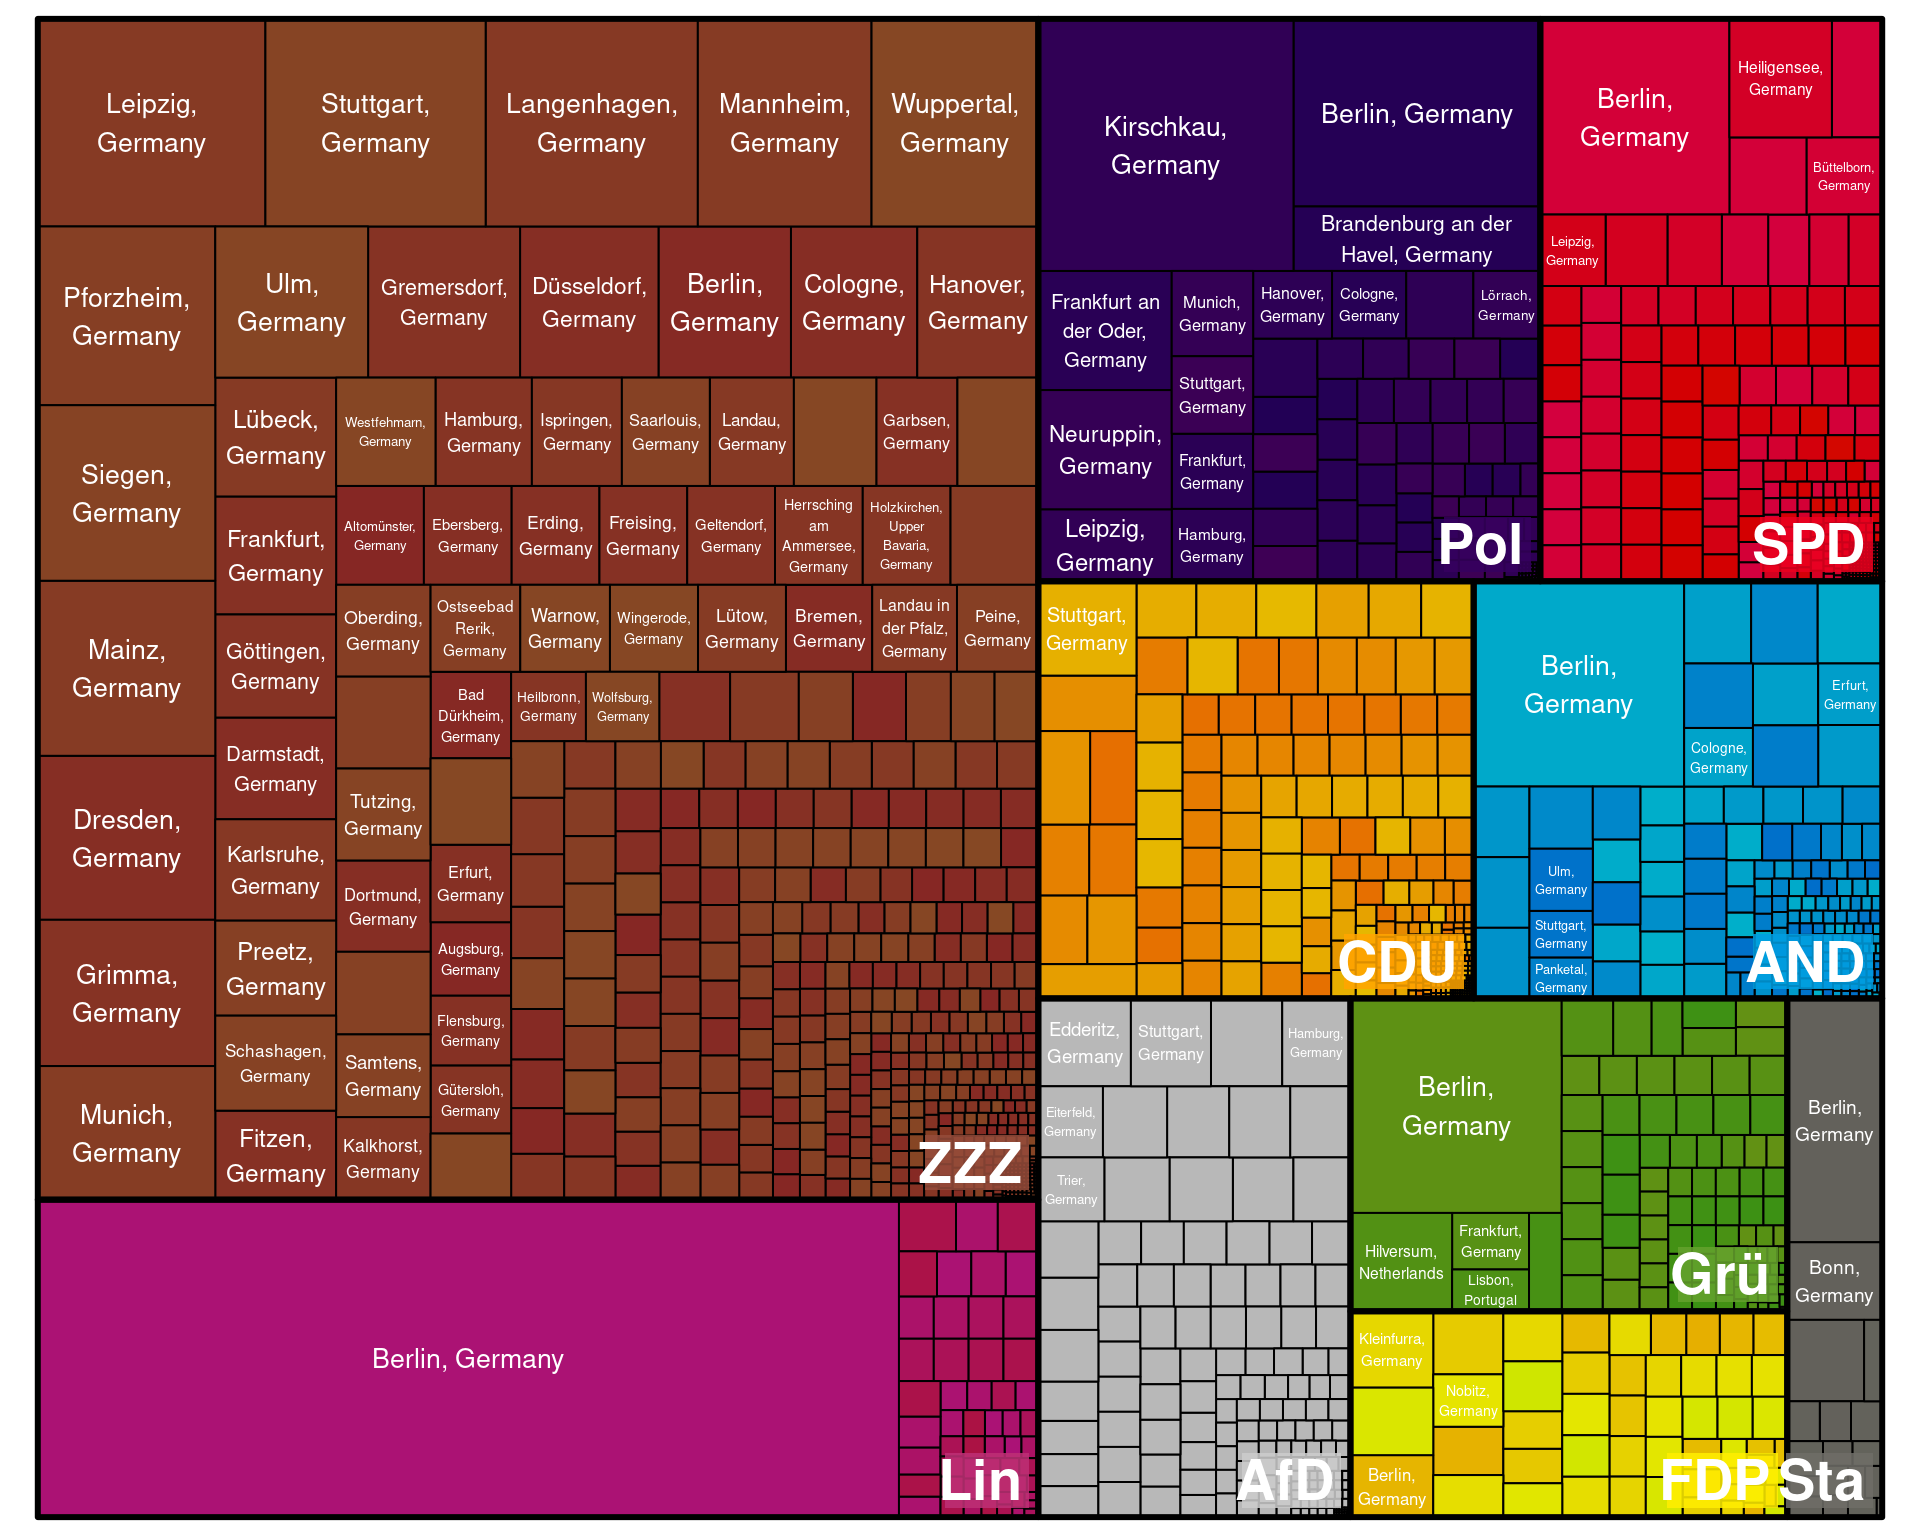 Leipzig,
Germany
Stuttgart,
Germany
Langenhagen,
Germany
Mannheim,
Germany
Wuppertal,
Germany
Pforzheim,
Germany
Ulm,
Germany
Gremersdorf,
Germany
Düsseldorf,
Germany
Berlin,
Germany
Cologne,
Germany
Hanover,
Germany
Siegen,
Germany
Lübeck,
Germany
Westfehmarn,
Germany
Hamburg,
Germany
Ispringen,
Germany
Saarlouis,
Germany
Landau,
Germany
Garbsen,
Germany
Frankfurt,
Germany
Altomünster,
Germany
Ebersberg,
Germany
Erding,
Germany
Freising,
Germany
Geltendorf,
Germany
Herrsching
am
Ammersee,
Germany
Holzkirchen,
Upper
Bavaria,
Germany
Mainz,
Germany
Göttingen,
Germany
Oberding,
Germany
Ostseebad
Rerik,
Germany
Warnow,
Germany
Wingerode,
Germany
Lütow,
Germany
Bremen,
Germany
Landau in
der Pfalz,
Germany
Peine,
Germany
Bad
Dürkheim,
Germany
Heilbronn,
Germany
Wolfsburg,
Germany
Dresden,
Germany
Darmstadt,
Germany
Tutzing,
Germany
Karlsruhe,
Germany
Dortmund,
Germany
Erfurt,
Germany
Grimma,
Germany
Preetz,
Germany
Augsburg,
Germany
Schashagen,
Germany
Samtens,
Germany
Flensburg,
Germany
Munich,
Germany
Fitzen,
Germany
Kalkhorst,
Germany
Gütersloh,
Germany
ZZZ
Berlin, Germany
Lin
Kirschkau,
Germany
Berlin, Germany
Brandenburg an der
Havel, Germany
Frankfurt an
der Oder,
Germany
Munich,
Germany
Hanover,
Germany
Cologne,
Germany
Lörrach,
Germany
Stuttgart,
Germany
Neuruppin,
Germany
Frankfurt,
Germany
Leipzig,
Germany
Hamburg,
Germany
Pol
Berlin,
Germany
Heiligensee,
Germany
Büttelborn,
Germany
Leipzig,
Germany
SPD
Stuttgart,
Germany
CDU
Berlin,
Germany
Erfurt,
Germany
Cologne,
Germany
Ulm,
Germany
Stuttgart,
Germany
Panketal,
Germany
AND
Edderitz,
Germany
Stuttgart,
Germany
Hamburg,
Germany
Eiterfeld,
Germany
Trier,
Germany
AfD
Berlin,
Germany
Hilversum,
Netherlands
Frankfurt,
Germany
Lisbon,
Portugal
Grü
Kleinfurra,
Germany
Nobitz,
Germany
Berlin,
Germany
FDP
Berlin,
Germany
Bonn,
Germany
Sta